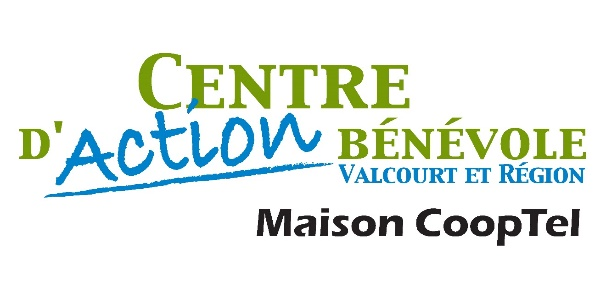 CENTRE
D'Action BÉNÉVOLE
VALCOURT ET RÉGION
Maison CoopTel